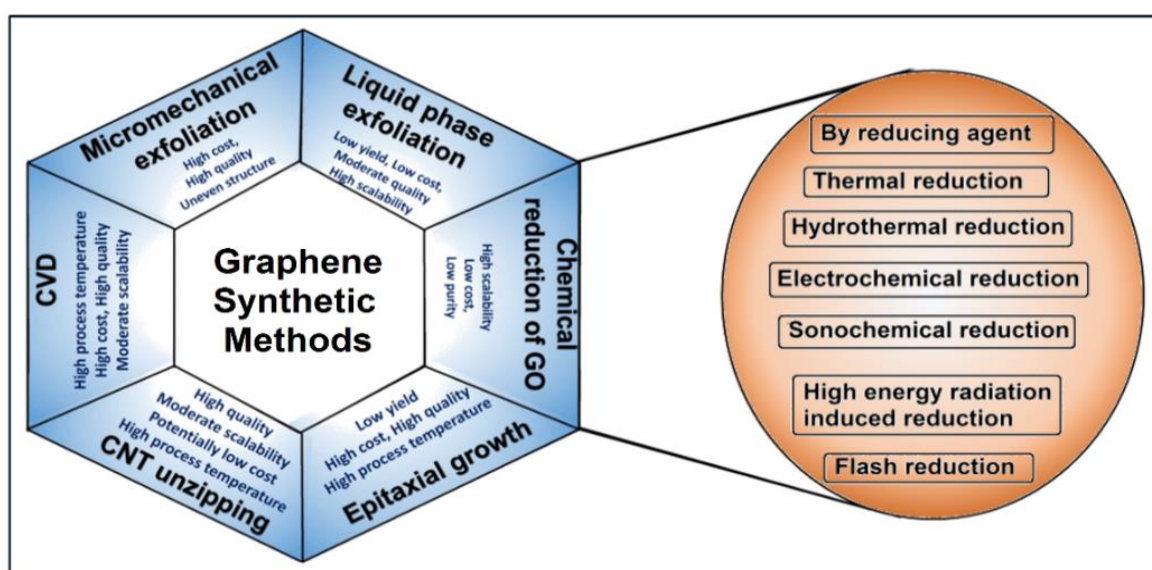 Micromechanical
exfoliation
High cost,
High quality
Uneven structure
Liquid phase
exfoliation
Low yield, Low cost,
Moderate quality
High scalability
Chemical
reduction of GO
High scalability
Low cost,
Low purity
Epitaxial growth
Low yield
High cost, High quality
High process temperature
CNT unzipping
High quality
Moderate scalability
Potentially low cost
High process temperature
CVD
High process temperature
High cost, High quality
Moderate scalability
Graphene
Synthetic
Methods
By reducing agent
Thermal reduction
Hydrothermal reduction
Electrochemical reduction
Sonochemical reduction
High energy radiation
induced reduction
Flash reduction